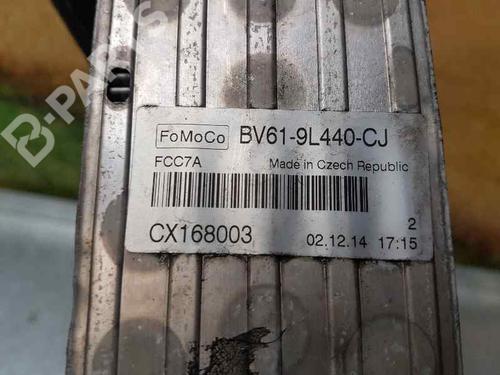 B-PARTS
FoMoCo BV61-9L440-CJ
FCC7A Made in Czech Republic
2
CX168003 02.12.14 17:15